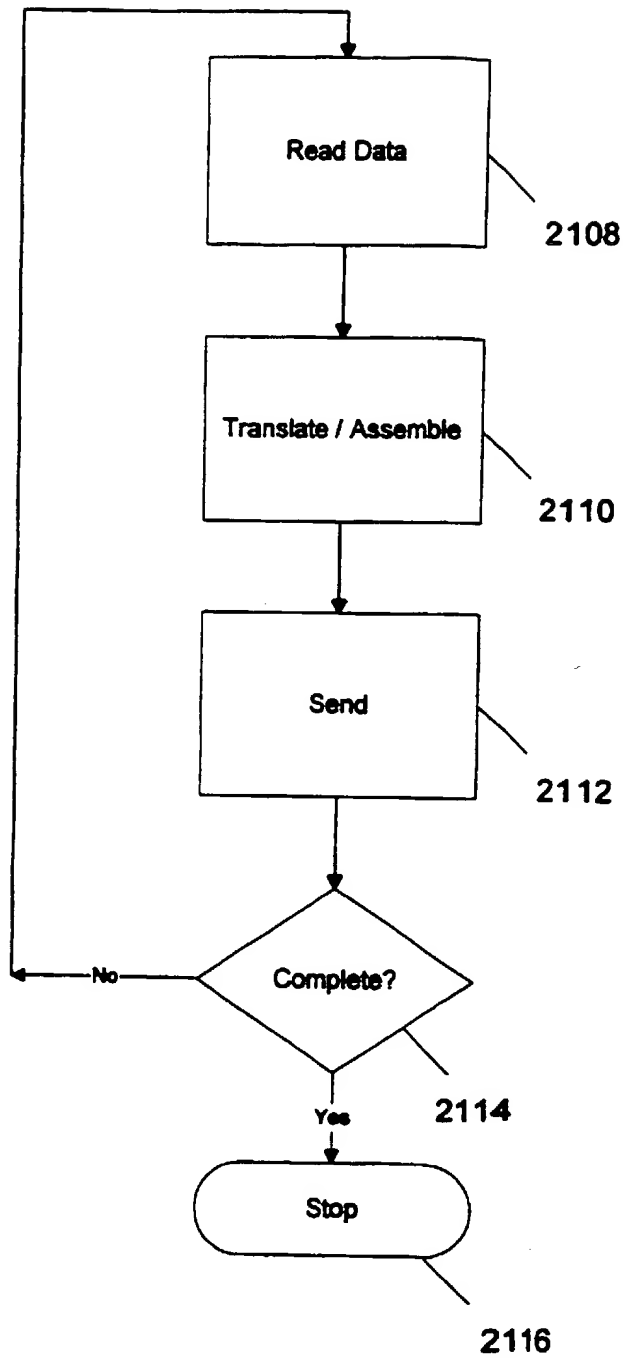 Read Data
2108
Translate / Assemble
2110
Send
2112
No
Complete?
2114
Yes
Stop
2116